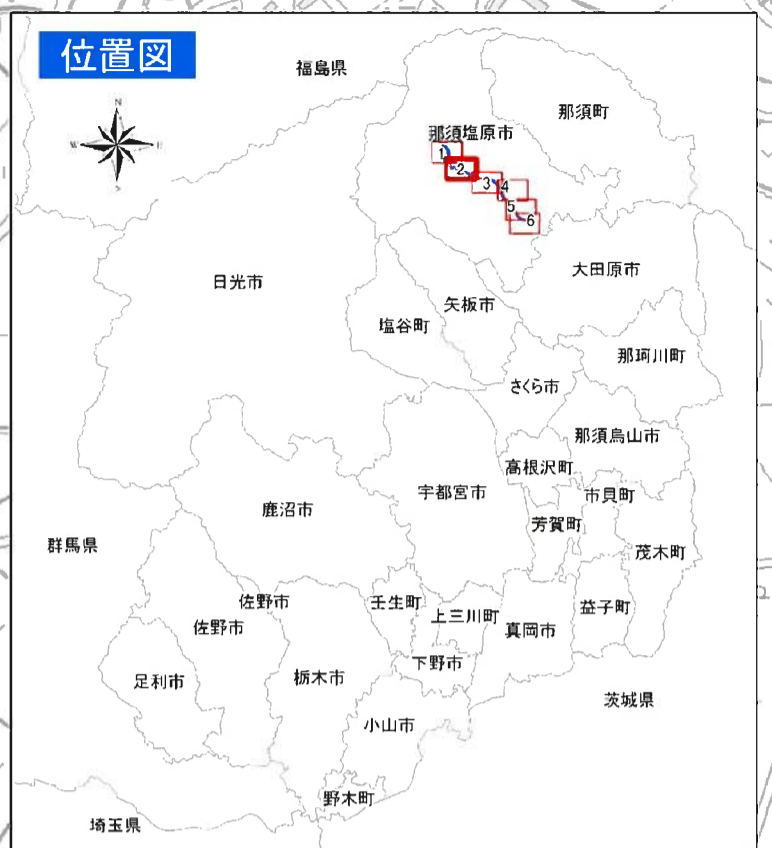 位置図
福島県
N
W
E
S
那須町
那須塩原市
1
2
3
4
5
6
大田原市
日光市
矢板市
塩谷町
那珂川町
さくら市
那須烏山市
高根沢町
宇都宮市
市貝町
鹿沼市
芳賀町
群馬県
茂木町
佐野市
壬生町
益子町
上三川町
佐野市
真岡市
下野市
足利市
栃木市
茨城県
小山市
野木町
埼玉県